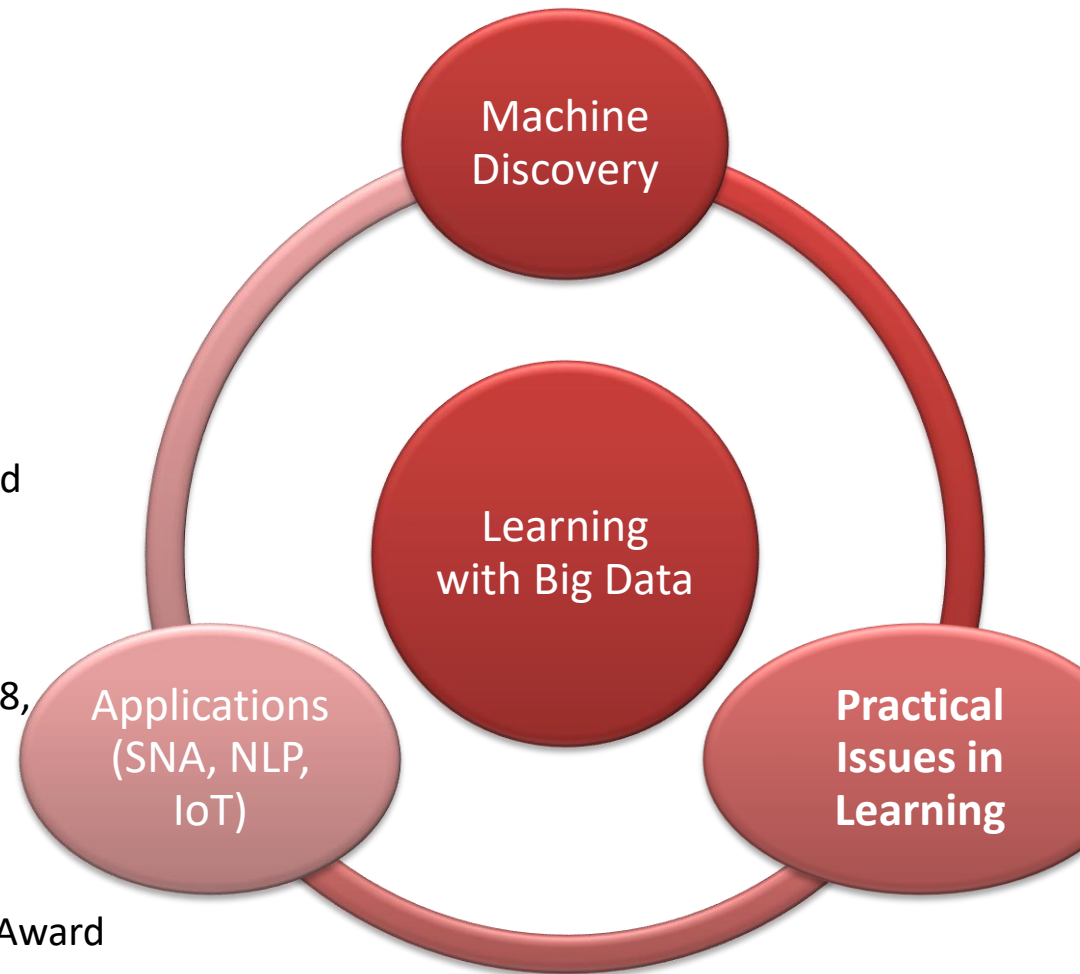 Machine
Discovery
d
Learning
with Big Data
8,
Applications
(SNA, NLP,
IoT)
Practical
Issues in
Learning
Award